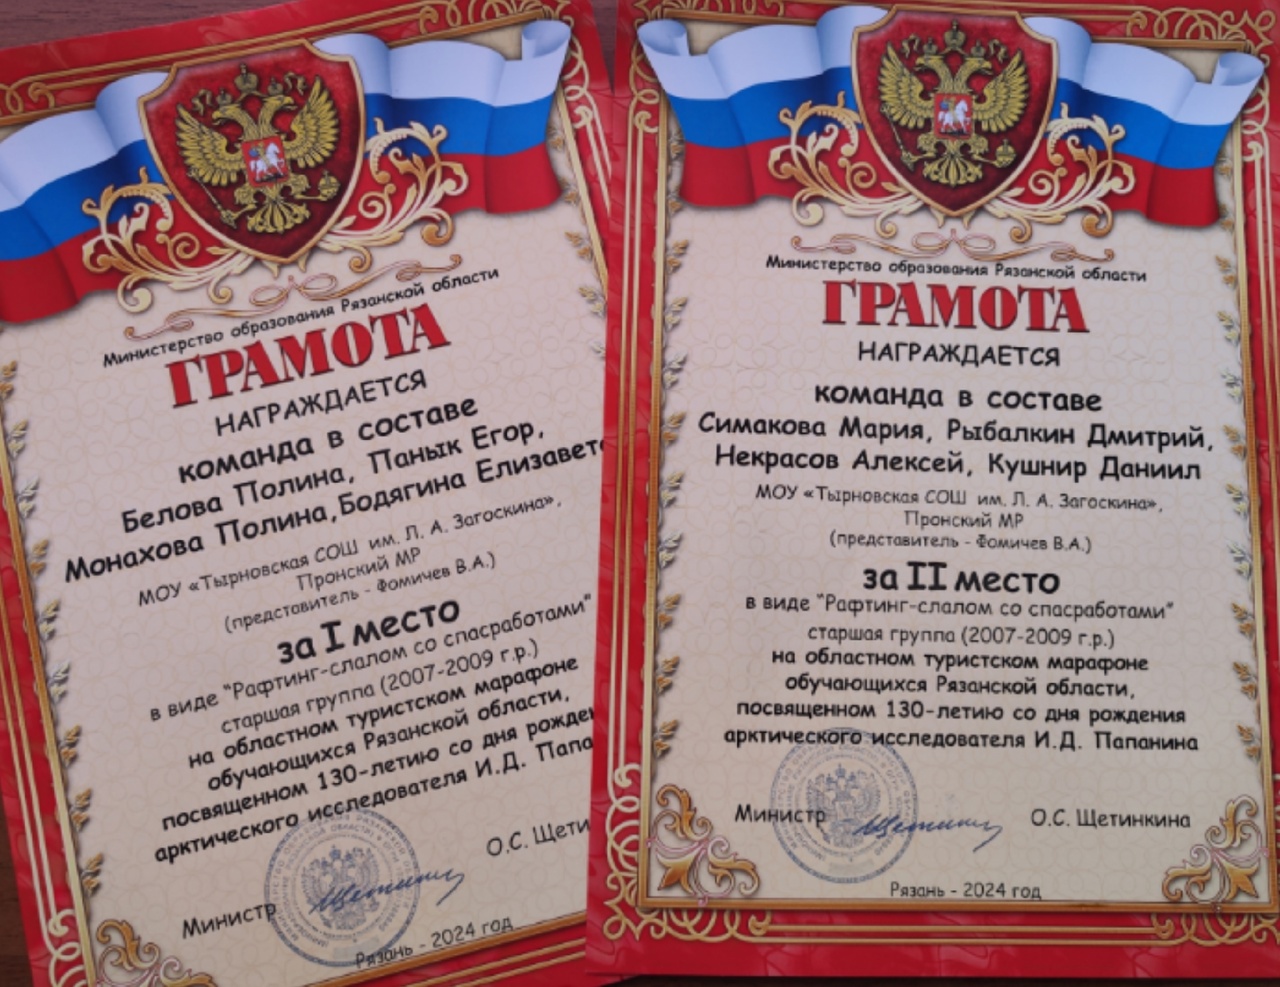 Министерство образования Рязанской области
ГРАМОТА
НАГРАЖДАЕТСЯ
команда в составе
Белова Полина, Панык Егор,
Монахова Полина, Бодягина Елизавет
МОУ «Тырновская СОШ им. Л. А. Загоскина»,
Пронский МР
(представитель - Фомичев В.А.)
за I место
в виде "Рафтинг-слалом со спасработами"
старшая группа (2007-2009 г.р.)
на областном туристском марафоне
обучающихся Рязанской области,
посвященном 130-летию со дня рожден
арктического исследователя И.Д. Папа
Министр
О.С. Щети
Рязань - 2024 год
Министерство образования Рязанской области
ГРАМОТА
НАГРАЖДАЕТСЯ
команда в составе
Симакова Мария, Рыбалкин Дмитрий,
Некрасов Алексей, Кушнир Даниил
МОУ «Тырновская СОШ им. Л. А. Загоскина»,
Пронский МР
(представитель - Фомичев В.А.)
за II место
в виде "Рафтинг-слалом со спасработами"
старшая группа (2007-2009 г.р.)
на областном туристском марафоне
обучающихся Рязанской области,
посвященном 130-летию со дня рождения
арктического исследователя И.Д. Папанина
Министр
О.С. Щетинкина
Рязань - 2024 год